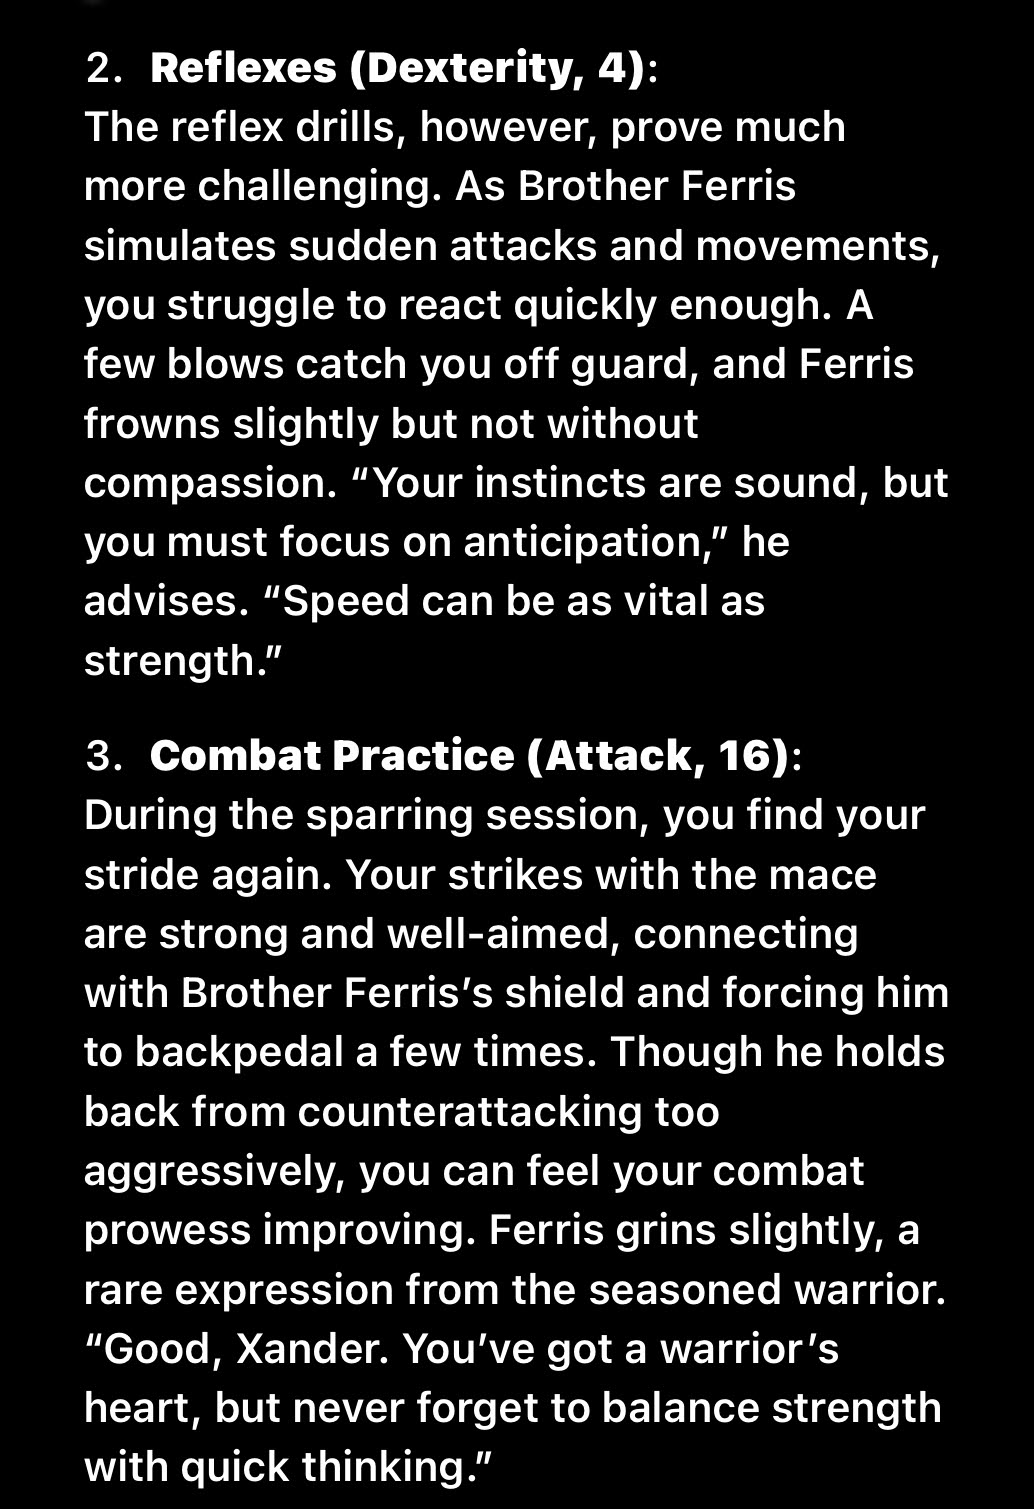 2. Reflexes (Dexterity, 4):
The reflex drills, however, prove much
more challenging. As Brother Ferris
simulates sudden attacks and movements,
you struggle to react quickly enough. A
few blows catch you off guard, and Ferris
frowns slightly but not without
compassion. “Your instincts are sound, but
you must focus on anticipation,” he
advises. “Speed can be as vital as
strength.”
3. Combat Practice (Attack, 16):
During the sparring session, you find your
stride again. Your strikes with the mace
are strong and well-aimed, connecting
with Brother Ferris’s shield and forcing him
to backpedal a few times. Though he holds
back from counterattacking too
aggressively, you can feel your combat
prowess improving. Ferris grins slightly, a
rare expression from the seasoned warrior.
“Good, Xander. You’ve got a warrior’s
heart, but never forget to balance strength
with quick thinking.”